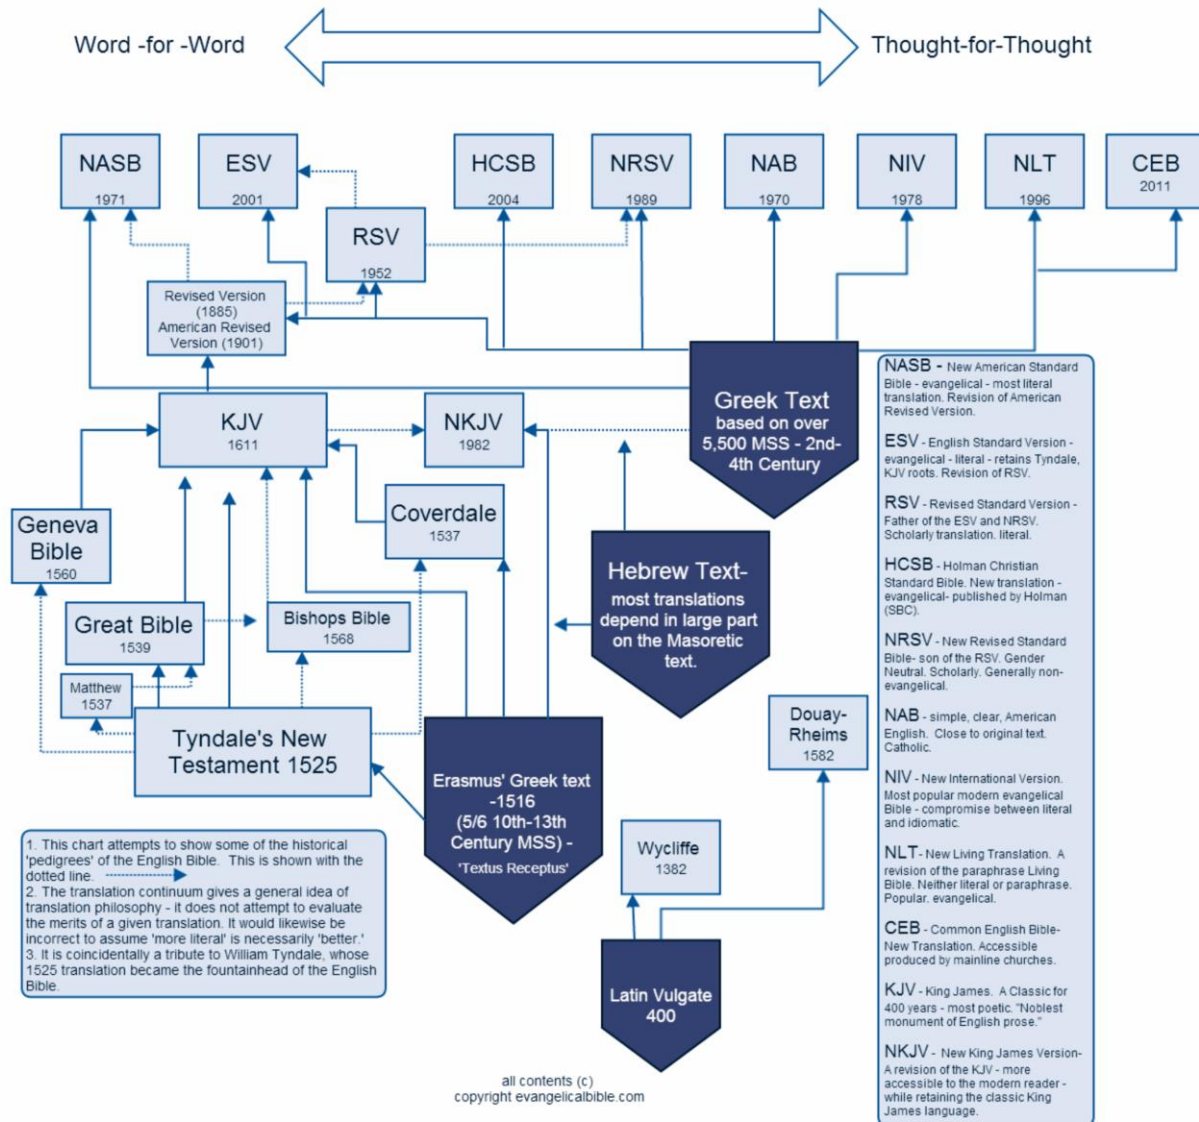 Word -for -Word
Thought-for-Thought
NASB
1971
ESV
2001
HCSB
2004
NRSV
1989
NAB
1970
NIV
1978
NLT
1996
CEB
2011
RSV
1952
Revised Version
(1885)
American Revised
Version (1901)
KJV
1611
NKJV
1982
Greek Text
based on over
5,500 MSS - 2nd-
4th Century
Geneva
Bible
1560
Coverdale
1537
Hebrew Text-
most translations
depend in large part
on the Masoretic
text.
Great Bible
1539
Bishops Bible
1568
Matthew
1537
Tyndale's New
Testament 1525
Erasmus' Greek text
-1516
(5/6 10th-13th
Century MSS) -
'Textus Receptus'
Douay-
Rheims
1582
Wycliffe
1382
Latin Vulgate
400
1. This chart attempts to show some of the historical
'pedigrees' of the English Bible. This is shown with the
dotted line.
2. The translation continuum gives a general idea of
translation philosophy - it does not attempt to evaluate
the merits of a given translation. It would likewise be
incorrect to assume 'more literal' is necessarily 'better.'
3. It is coincidentally a tribute to William Tyndale, whose
1525 translation became the fountainhead of the English
Bible.
NASB - New American Standard
Bible - evangelical - most literal
translation. Revision of American
Revised Version.
ESV - English Standard Version -
evangelical - literal - retains Tyndale,
KJV roots. Revision of RSV.
RSV - Revised Standard Version -
Father of the ESV and NRSV.
Scholarly translation. literal.
HCSB - Holman Christian
Standard Bible. New translation -
evangelical- published by Holman
(SBC).
NRSV - New Revised Standard
Bible- son of the RSV. Gender
Neutral. Scholarly. Generally non-
evangelical.
NAB - simple, clear, American
English. Close to original text.
Catholic.
NIV - New International Version.
Most popular modern evangelical
Bible - compromise between literal
and idiomatic.
NLT - New Living Translation. A
revision of the paraphrase Living
Bible. Neither literal or paraphrase.
Popular. evangelical.
CEB - Common English Bible-
New Translation. Accessible
produced by mainline churches.
KJV - King James. A Classic for
400 years - most poetic. "Noblest
monument of English prose."
NKJV - New King James Version-
A revision of the KJV - more
accessible to the modern reader -
while retaining the classic King
James language.
all contents (c)
copyright evangelicalbible.com